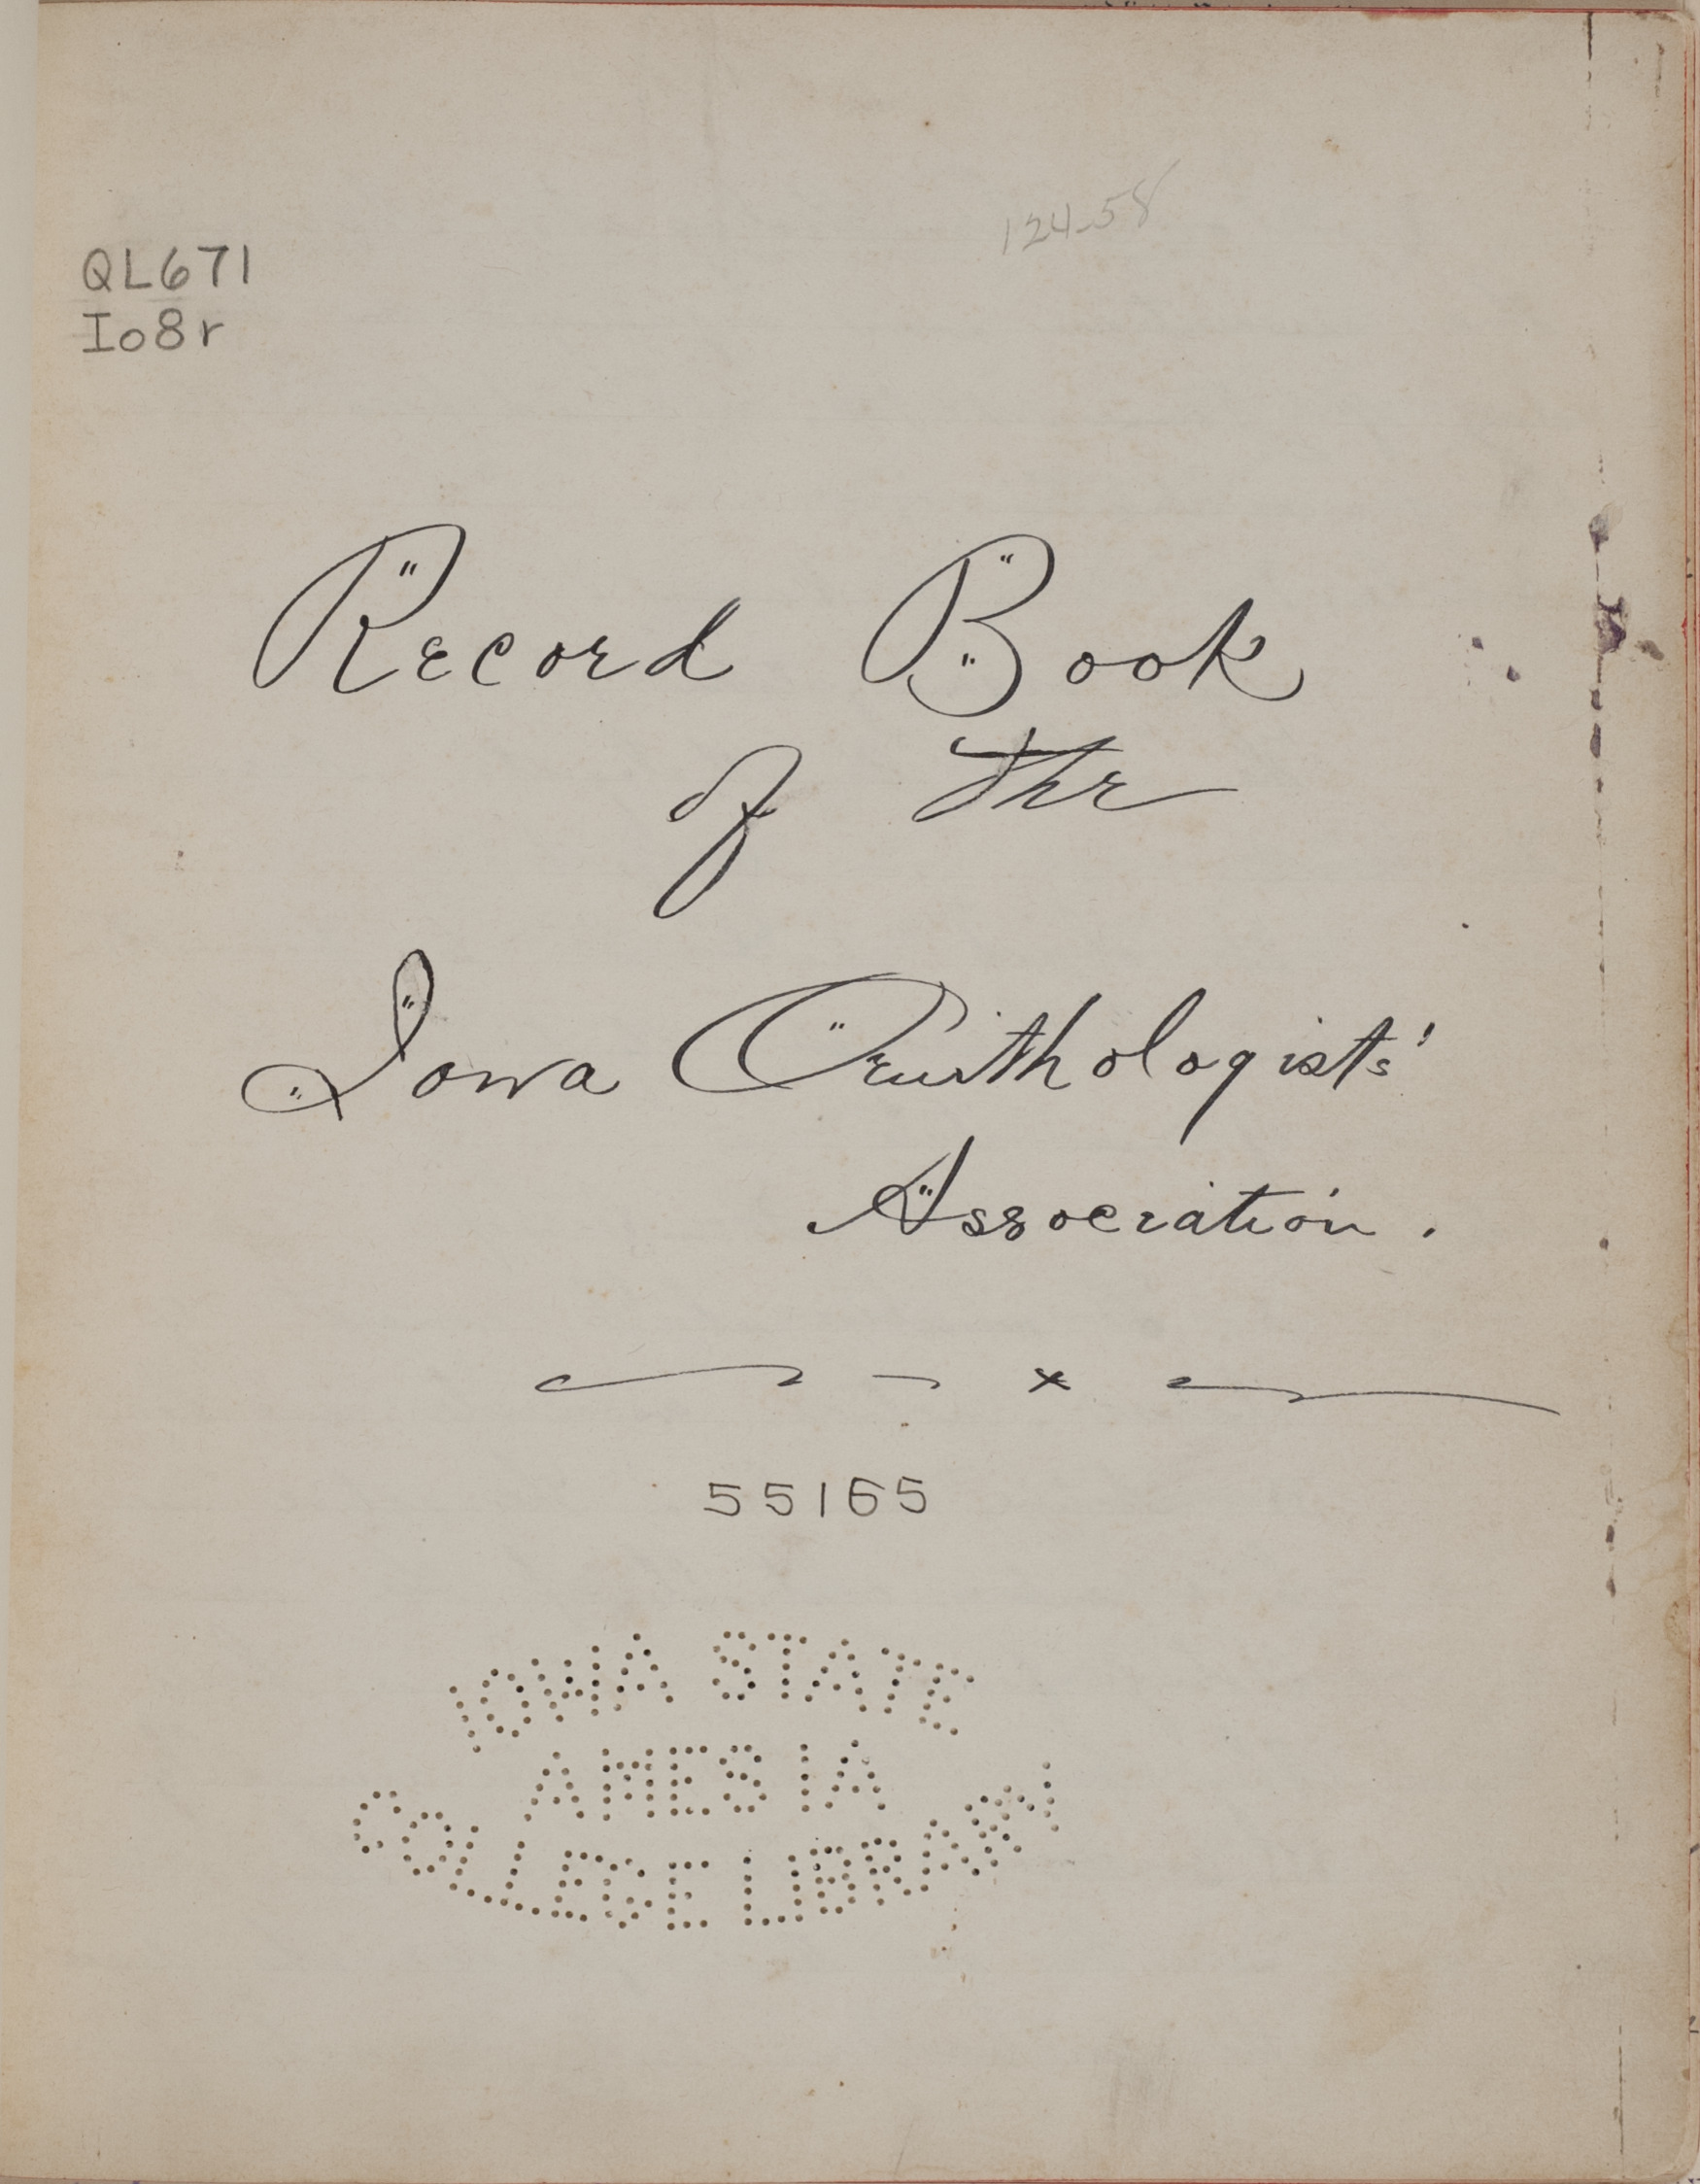 124-58
QL671
Io8r
Record Book
of the
Iowa Ornithologists'
Association.
x
55165
IOWA STATE
AMES IA
COLLEGE LIBRARY